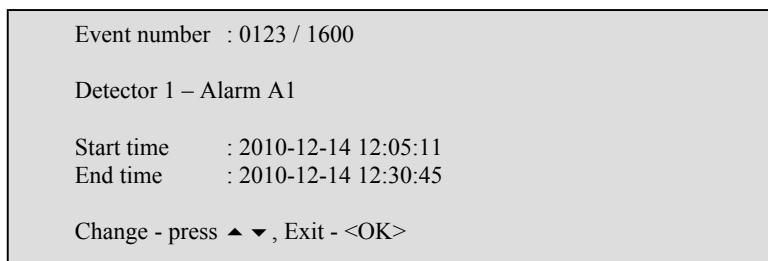 Event number : 0123 / 1600
Detector 1 – Alarm A1
Start time : 2010-12-14 12:05:11
End time : 2010-12-14 12:30:45
Change - press ▲ ▼ , Exit - <OK>